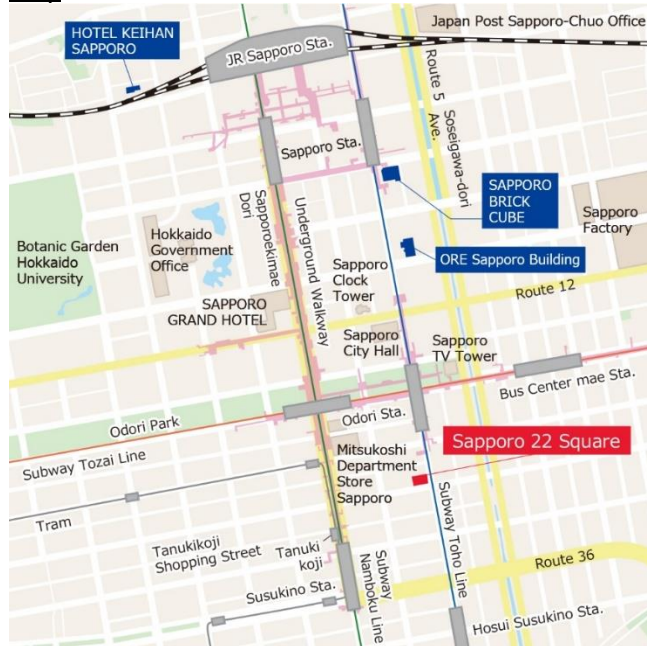 Japan Post Sapporo-Chuo Office
HOTEL KEIHAN
SAPPORO
JR Sapporo Sta.
Route 5
Soseigawa-dori
Ave.
Sapporo Sta.
SAPPORO
BRICK
CUBE
Sapporoekimae
Dori
Underground Walkway
Sapporo
Factory
Botanic Garden
Hokkaido
University
Hokkaido
Government
Office
ORE Sapporo Building
Sapporo
Clock
Tower
Route 12
SAPPORO
GRAND HOTEL
Sapporo
City Hall
Sapporo
TV Tower
Bus Center mae Sta.
Odori Park
Odori Sta.
Subway Tozai Line
Sapporo 22 Square
Mitsukoshi
Department
Store
Sapporo
Tram
Subway Toho Line
Tanukikoji
Shopping Street
Tanuki
koji
Route 36
Subway
Namboku Line
Susukino Sta.
Hosui Susukino Sta.